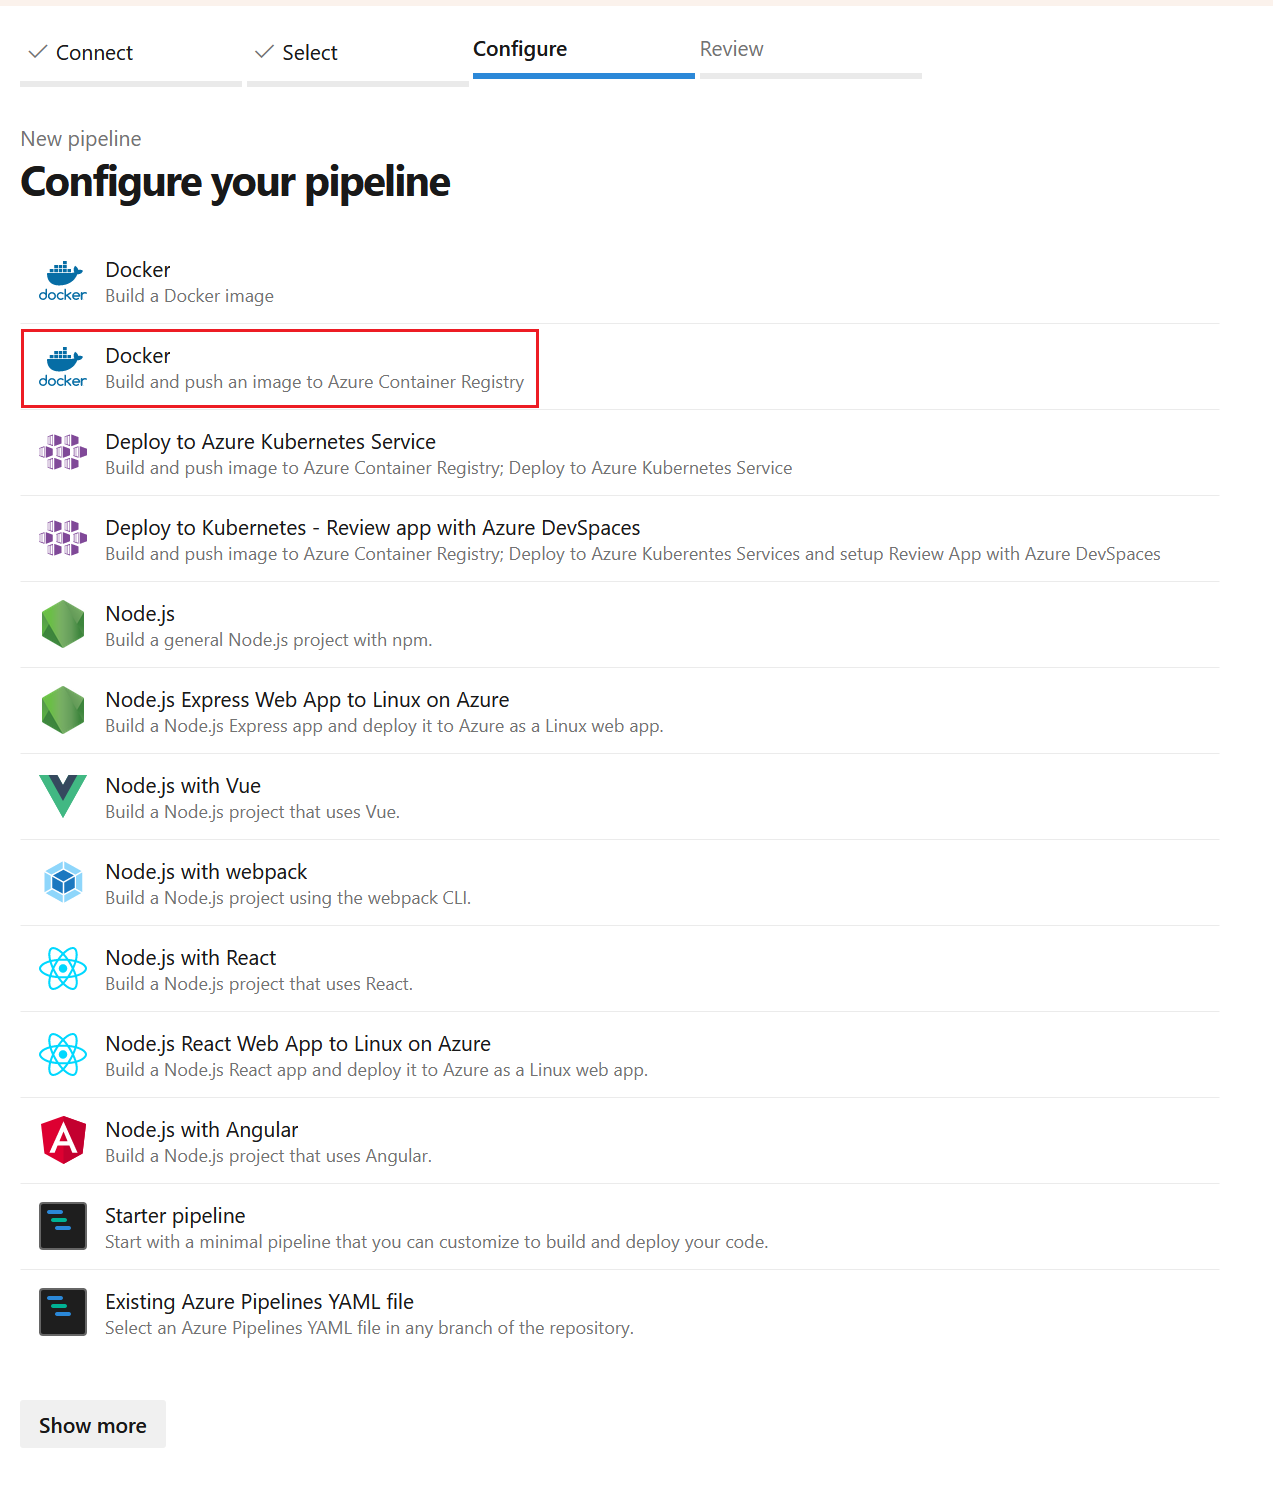 Connect
Select
Configure
Review
New pipeline
Configure your pipeline
docker
Docker
Build a Docker image
docker
Docker
Build and push an image to Azure Container Registry
Deploy to Azure Kubernetes Service
Build and push image to Azure Container Registry; Deploy to Azure Kubernetes Service
Deploy to Kubernetes - Review app with Azure DevSpaces
Build and push image to Azure Container Registry; Deploy to Azure Kuberentes Services and setup Review App with Azure DevSpaces
Node.js
Build a general Node.js project with npm.
Node.js Express Web App to Linux on Azure
Build a Node.js Express app and deploy it to Azure as a Linux web app.
Node.js with Vue
Build a Node.js project that uses Vue.
Node.js with webpack
Build a Node.js project using the webpack CLI.
Node.js with React
Build a Node.js project that uses React.
Node.js React Web App to Linux on Azure
Build a Node.js React app and deploy it to Azure as a Linux web app.
A
Node.js with Angular
Build a Node.js project that uses Angular.
Starter pipeline
Start with a minimal pipeline that you can customize to build and deploy your code.
Existing Azure Pipelines YAML file
Select an Azure Pipelines YAML file in any branch of the repository.
Show more